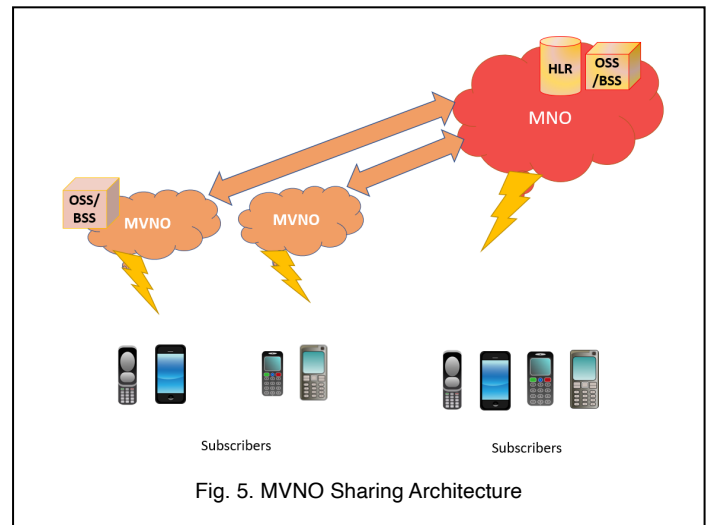 HLR
OSS
/BSS
MNO
OSS/
BSS
MVNO
MVNO
Subscribers
Subscribers
Fig. 5. MVNO Sharing Architecture